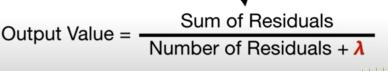 Output Value = Sum of Residuals
Number of Residuals + λ